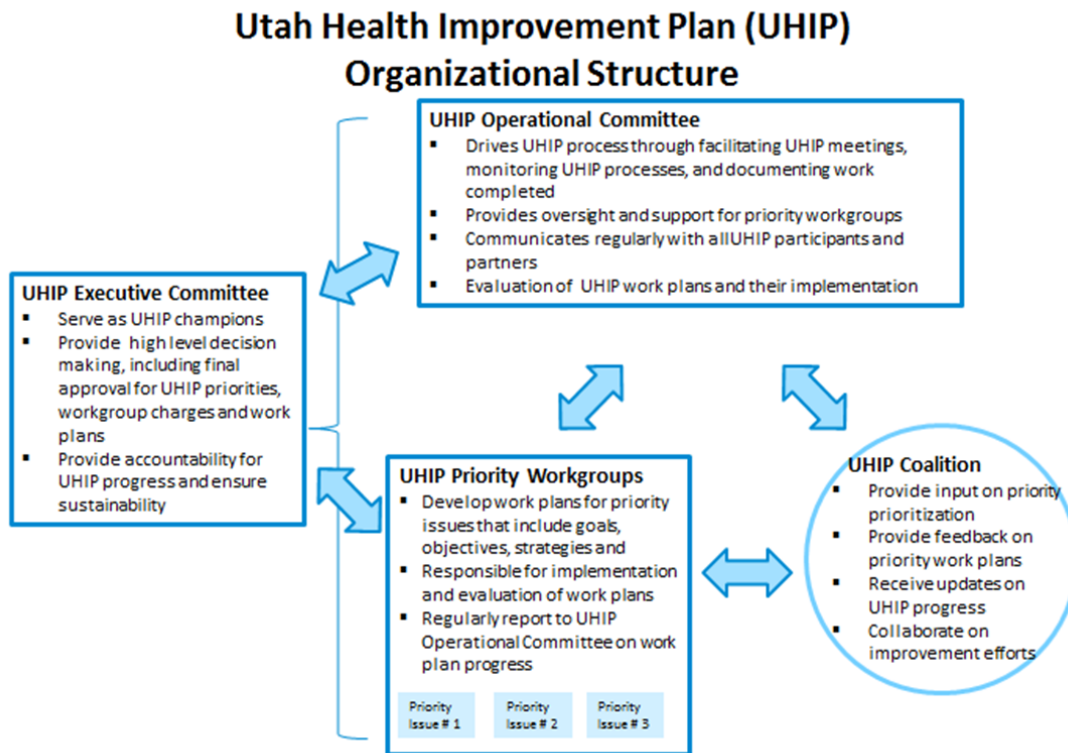 Utah Health Improvement Plan (UHIP)
Organizational Structure
UHIP Operational Committee
▪ Drives UHIP process through facilitating UHIP meetings,
monitoring UHIP processes, and documenting work
completed
▪ Provides oversight and support for priority workgroups
▪ Communicates regularly with allUHIP participants and
partners
▪ Evaluation of UHIP work plans and their implementation
UHIP Executive Committee
▪ Serve as UHIP champions
▪ Provide high level decision
making, including final
approval for UHIP priorities,
workgroup charges and work
plans
▪ Provide accountability for
UHIP progress and ensure
sustainability
UHIP Priority Workgroups
▪ Develop work plans for priority
issues that include goals,
objectives, strategies and
▪ Responsible for implementation
and evaluation of work plans
▪ Regularly report to UHIP
Operational Committee on work
plan progress
Priority
Issue # 1
Priority
Issue # 2
Priority
Issue # 3
UHIP Coalition
▪ Provide input on priority
prioritization
▪ Provide feedback on
priority work plans
▪ Receive updates on
UHIP progress
▪ Collaborate on
improvement efforts